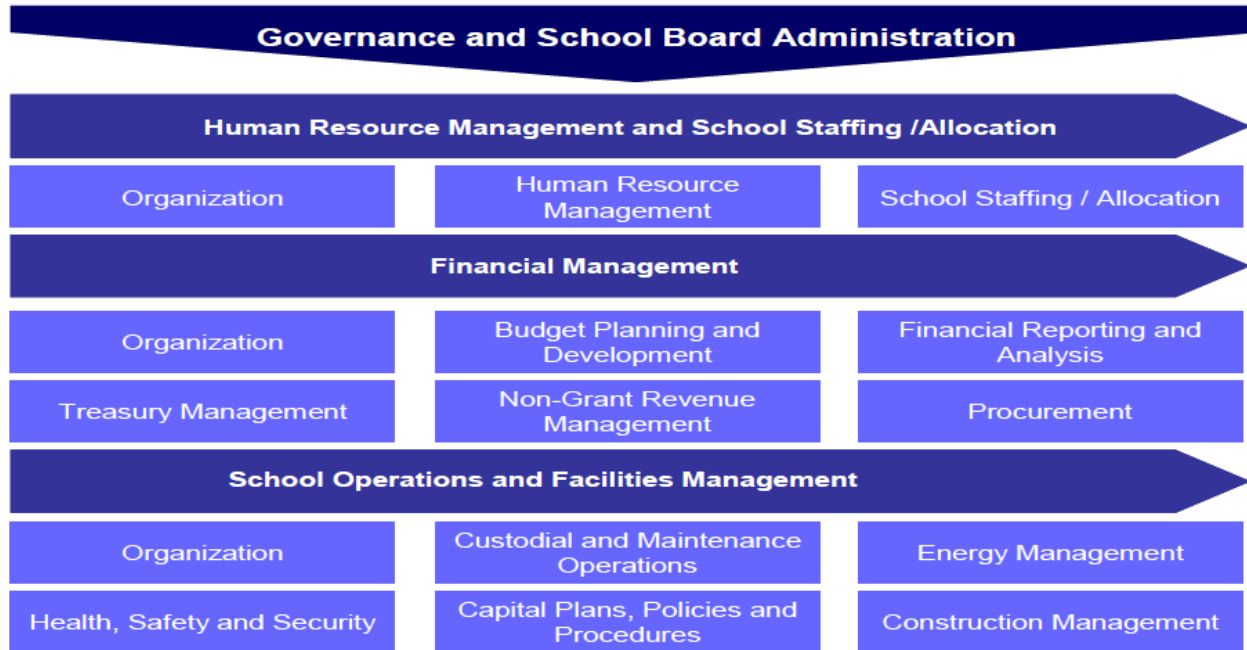 Governance and School Board Administration
Human Resource Management and School Staffing /Allocation
Organization
Human Resource
Management
School Staffing / Allocation
Financial Management
Organization
Budget Planning and
Development
Financial Reporting and
Analysis
Treasury Management
Non-Grant Revenue
Management
Procurement
School Operations and Facilities Management
Organization
Custodial and Maintenance
Operations
Energy Management
Health, Safety and Security
Capital Plans, Policies and
Procedures
Construction Management